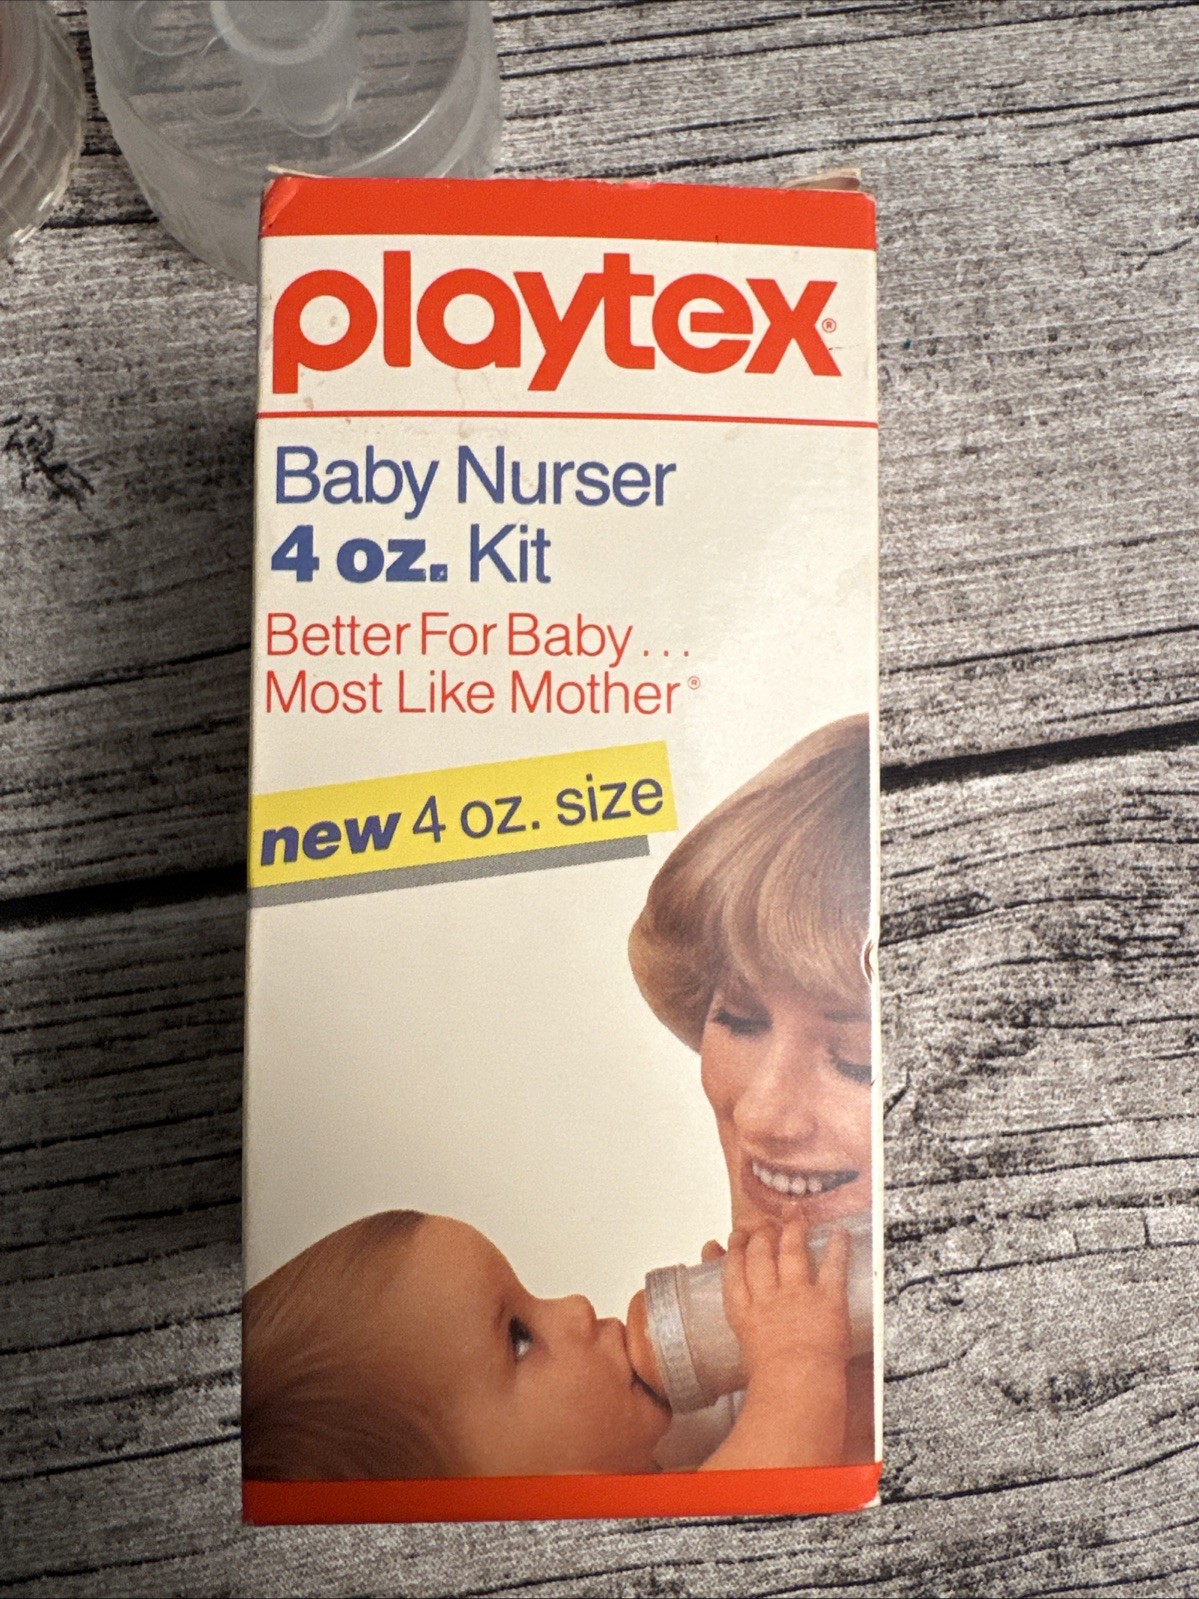 playtex®
Baby Nurser
4 oz. Kit
Better For Baby...
Most Like Mother®
new 4 oz. size